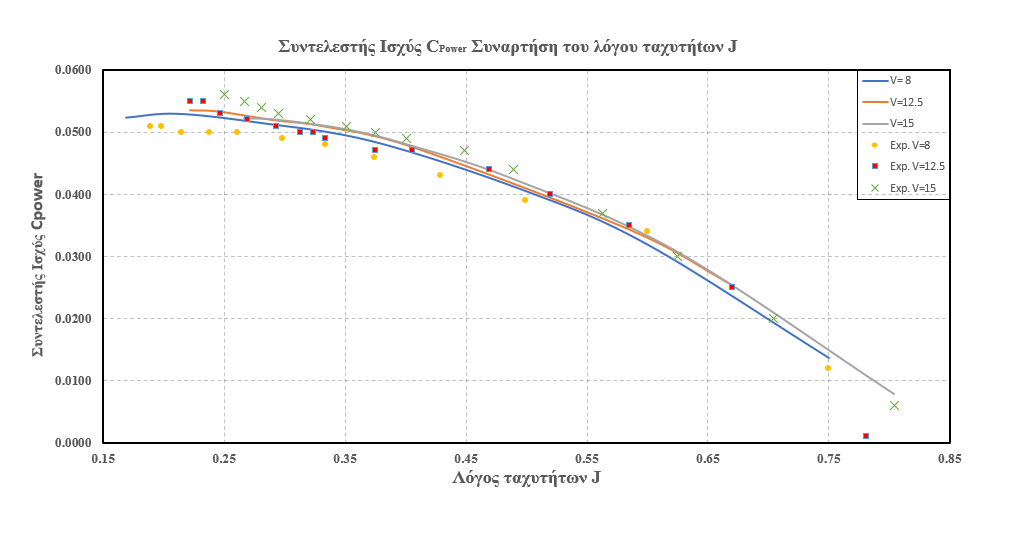 Συντελεστής Ισχύς CPower Συναρτήση του λόγου ταχυτήtων J
0.0600
0.0500
0.0400
0.0300
0.0200
0.0100
0.0000
Συντελεστής Ισχύς Cpower
V= 8
V=12.5
V=15
Exp. V=8
Exp. V=12.5
Exp. V=15
0.15 0.25 0.35 0.45 0.55 0.65 0.75 0.85
Λόγος ταχυτήτων J